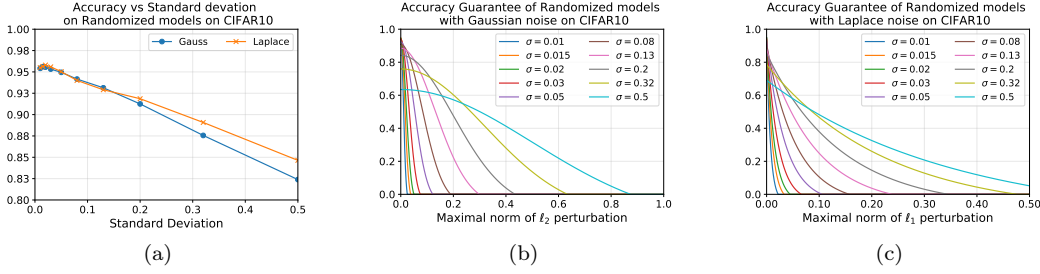 Accuracy vs Standard devation
on Randomized models on CIFAR10
1.00
0.98
0.95
0.93
0.90
0.88
0.85
0.83
0.80
Gauss
Laplace
0.0 0.1 0.2 0.3 0.4 0.5
Standard Deviation
(a)
Accuracy Guarantee of Randomized models
with Gaussian noise on CIFAR10
1.0
0.8
0.6
0.4
0.2
0.0
σ = 0.01
σ = 0.015
σ = 0.02
σ = 0.03
σ = 0.05
σ = 0.08
σ = 0.13
σ = 0.2
σ = 0.32
σ = 0.5
0.0 0.2 0.4 0.6 0.8 1.0
Maximal norm of ℓ2 perturbation
(b)
Accuracy Guarantee of Randomized models
with Laplace noise on CIFAR10
1.0
0.8
0.6
0.4
0.2
0.0
σ = 0.01
σ = 0.015
σ = 0.02
σ = 0.03
σ = 0.05
σ = 0.08
σ = 0.13
σ = 0.2
σ = 0.32
σ = 0.5
0.00 0.10 0.20 0.30 0.40 0.50
Maximal norm of ℓ1 perturbation
(c)